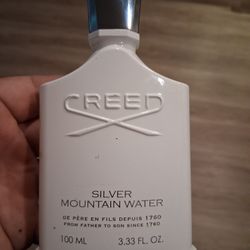 CREED
SILVER
MOUNTAIN WATER
DE PÈRE EN FILS DEPUIS 1760
FROM FATHER TO SON SINCE 1760
100 ML 3.33 FL. OZ.